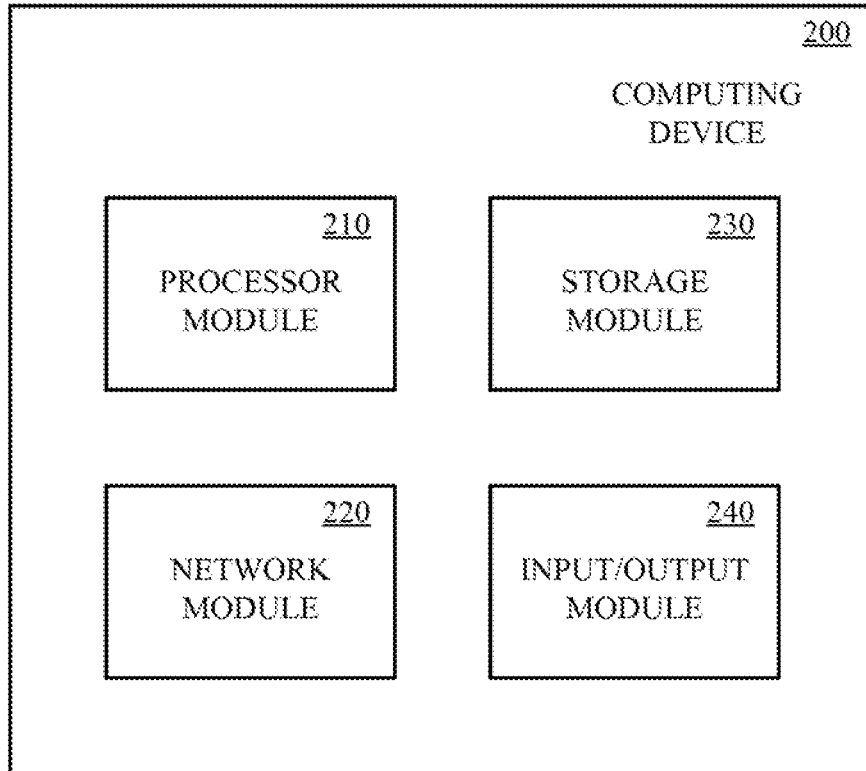 200
COMPUTING
DEVICE
210
PROCESSOR
MODULE
230
STORAGE
MODULE
220
NETWORK
MODULE
240
INPUT/OUTPUT
MODULE